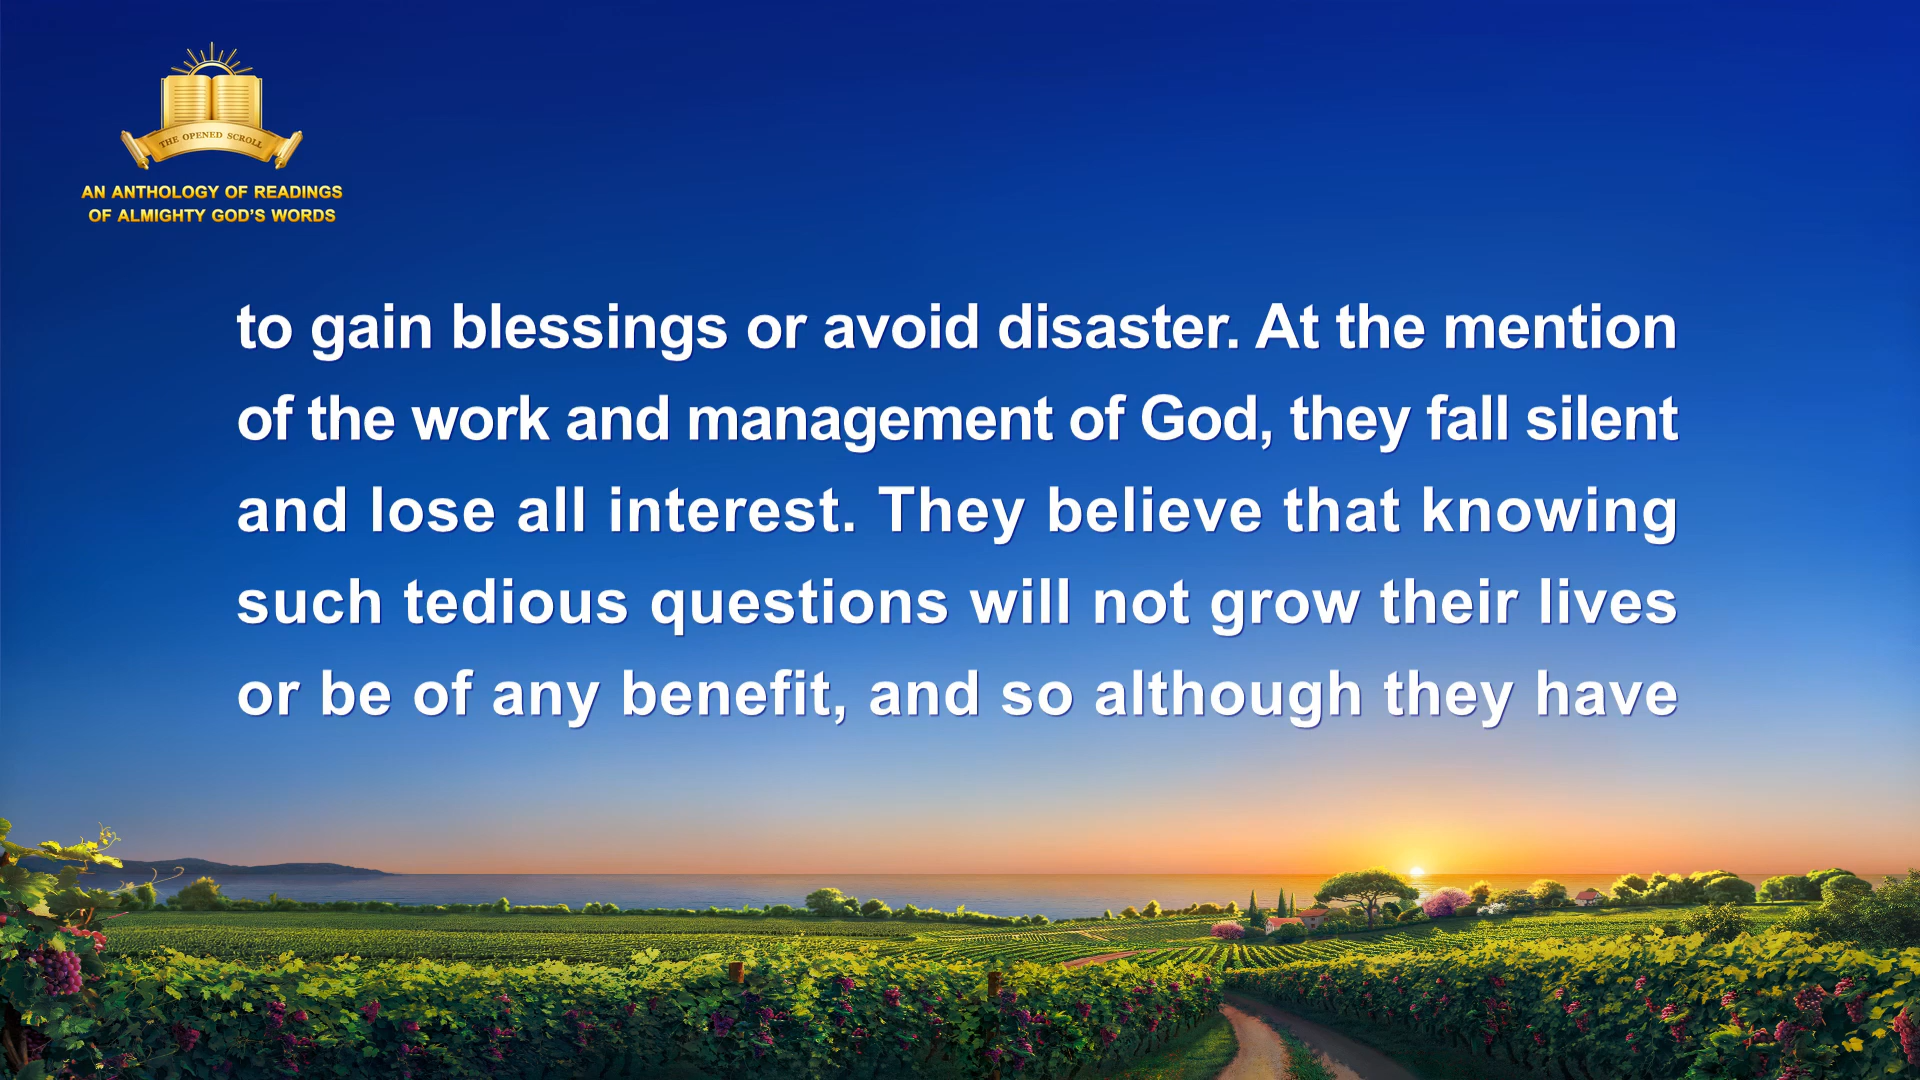 THE OPENED SCROLL
AN ANTHOLOGY OF READINGS
OF ALMIGHTY GOD'S WORDS
to gain blessings or avoid disaster. At the mention
of the work and management of God, they fall silent
and lose all interest. They believe that knowing
such tedious questions will not grow their lives
or be of any benefit, and so although they have